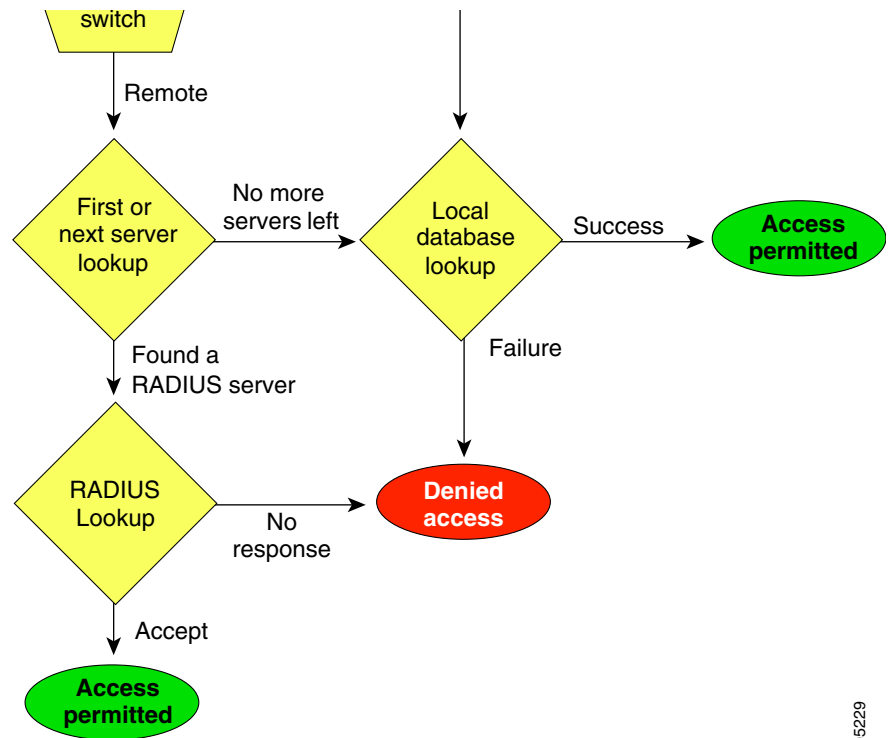 switch
Remote
First or
next server
lookup
No more
servers left
Local
database
lookup
Success
Access
permitted
Found a
RADIUS server
Failure
RADIUS
Lookup
No
response
Denied
access
Accept
Access
permitted
5229